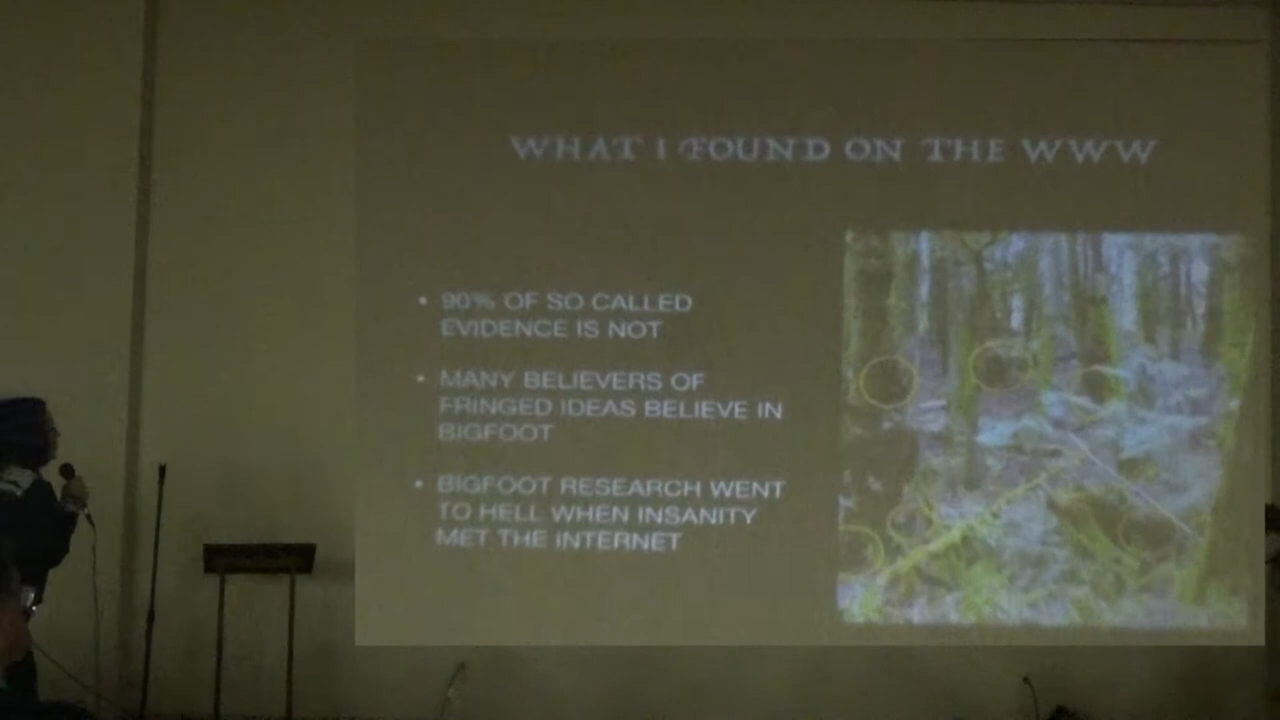 WHAT I FOUND ON THE WWW
• 90% OF SO CALLED
EVIDENCE IS NOT
• MANY BELIEVERS OF
FRINGED IDEAS BELIEVE IN
BIGFOOT
• BIGFOOT RESEARCH WENT
TO HELL WHEN INSANITY
MET THE INTERNET